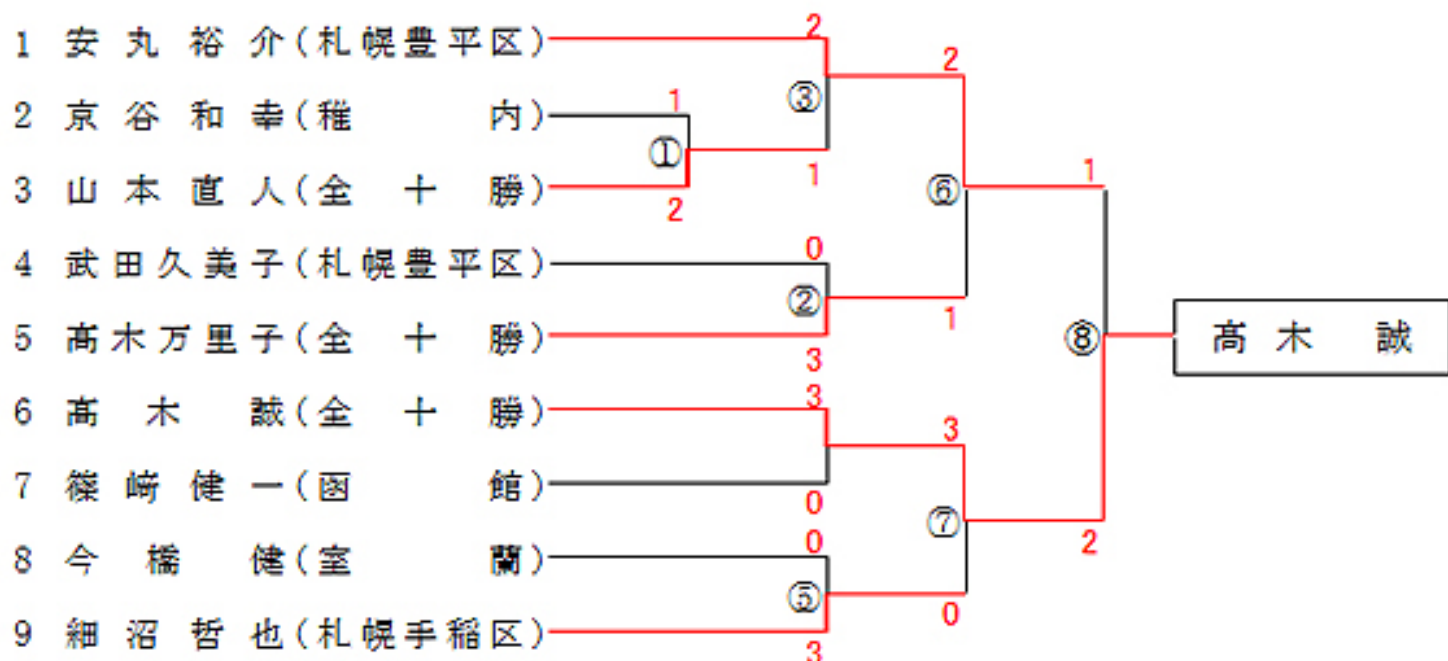 1 安丸裕介(札幌豊平区)
2 京谷和幸(稚内)
3 山本直人(全十勝)
4 武田久美子(札幌豊平区)
5 髙木万里子(全十勝)
6 髙木誠(全十勝)
7 篠﨑健一(函館)
8 今橋健(室蘭)
9 細沼哲也(札幌手稲区)
1
①
2
2
③
1
0
②
3
3
0
0
⑤
3
2
⑥
1
3
⑦
0
1
⑧
2
髙木誠